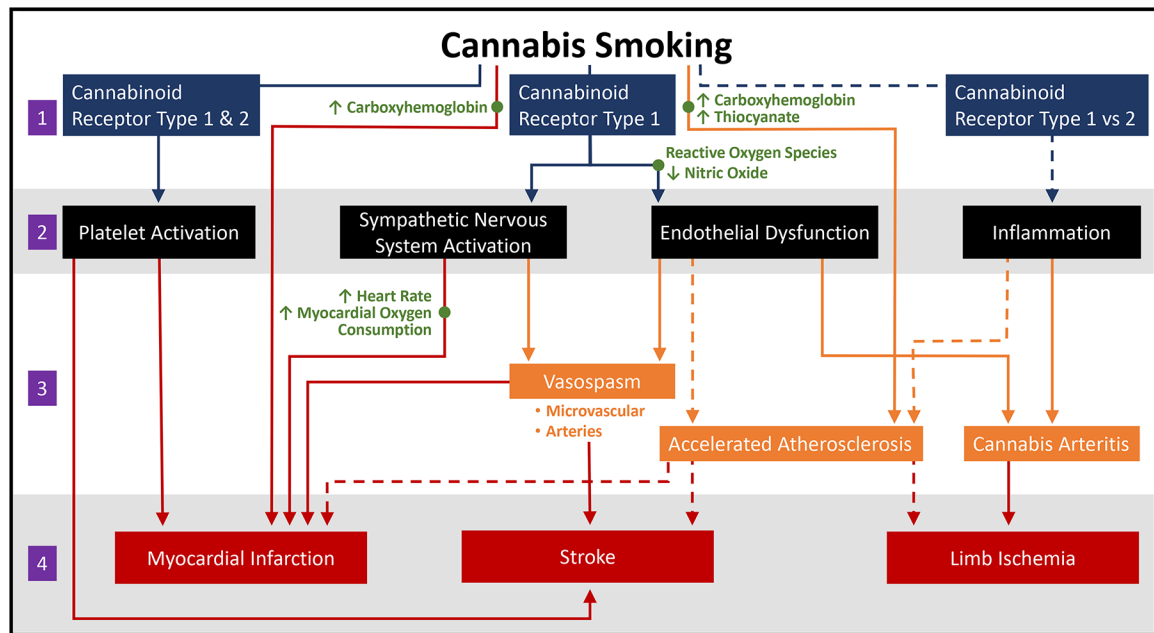 Cannabis Smoking
1
Cannabinoid
Receptor Type 1 & 2
↑ Carboxyhemoglobin
Cannabinoid
Receptor Type 1
↑ Carboxyhemoglobin
↑ Thiocyanate
Cannabinoid
Receptor Type 1 vs 2
Reactive Oxygen Species
↓ Nitric Oxide
2
Platelet Activation
Sympathetic Nervous
System Activation
Endothelial Dysfunction
Inflammation
↑ Heart Rate
↑ Myocardial Oxygen
Consumption
3
Vasospasm
• Microvascular
• Arteries
Accelerated Atherosclerosis
Cannabis Arteritis
4
Myocardial Infarction
Stroke
Limb Ischemia